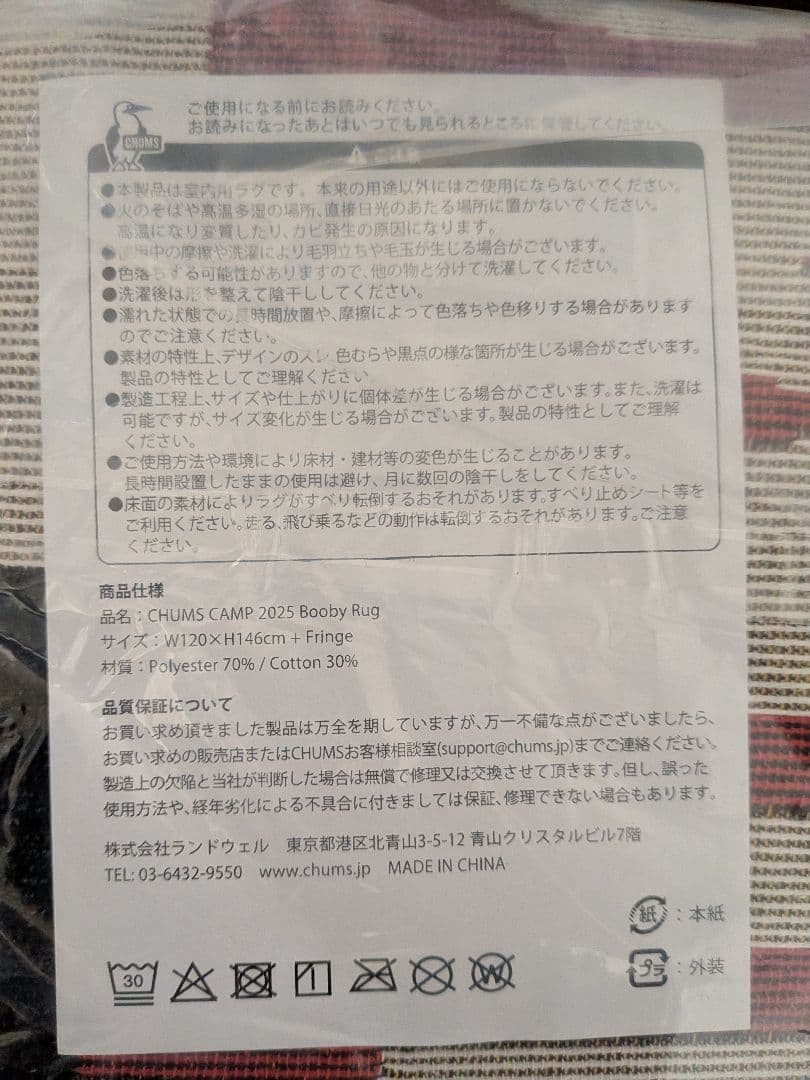 CHUMS
ご使用になる前にお読みください。
お読みになったあとはいつでも見られるところに保管してください。
●本製品は室内用ラグです。本来の用途以外にはご使用にならないでください。
●火のそばや高温多湿の場所、直接日光のあたる場所に置かないでください。
高温になり変質したり、カビ発生の原因になります。
●中の摩擦や洗濯により毛羽立ちや毛玉が生じる場合がございます。
●色落ちする可能性がありますので、他の物と分けて洗濯してください。
●洗濯後は形を整えて陰干ししてください。
●濡れた状態での長時間放置や、摩擦によって色落ちや色移りする場合があります
のでご注意ください。
●素材の特性上、デザインの 色むらや黒点の様な箇所が生じる場合がございます。
製品の特性としてご理解ください
●製造工程上、サイズや仕上がりに個体差が生じる場合がございます。また、洗濯は
可能ですが、サイズ変化が生じる場合がございます。製品の特性としてご理解
ください。
●ご使用方法や環境により床材・建材等の変色が生じることがあります。
長時間設置したままの使用は避け、月に数回の陰干しをしてください。
●床面の素材によりラグがすべり転倒するおそれがあります。すべり止めシート等を
ご利用ください。走る、飛び乗るなどの動作は転倒するおそれがあります。ご注意
ください。
商品仕様
品名：CHUMS CAMP 2025 Booby Rug
サイズ：W120×H146cm + Fringe
材質：Polyester 70% / Cotton 30%
品質保証について
お買い求め頂きました製品は万全を期していますが、万一不備な点がございましたら、
お買い求めの販売店またはCHUMSお客様相談室(support@chums.jp)までご連絡ください。
製造上の欠陥と当社が判断した場合は無償で修理又は交換させて頂きます。但し、誤った
使用方法や、経年劣化による不具合に付きましては保証、修理できない場合もあります。
株式会社ランドウェル 東京都港区北青山3-5-12 青山クリスタルビル7階
TEL: 03-6432-9550 www.chums.jp MADE IN CHINA
紙：本紙
プラ：外装
30
W